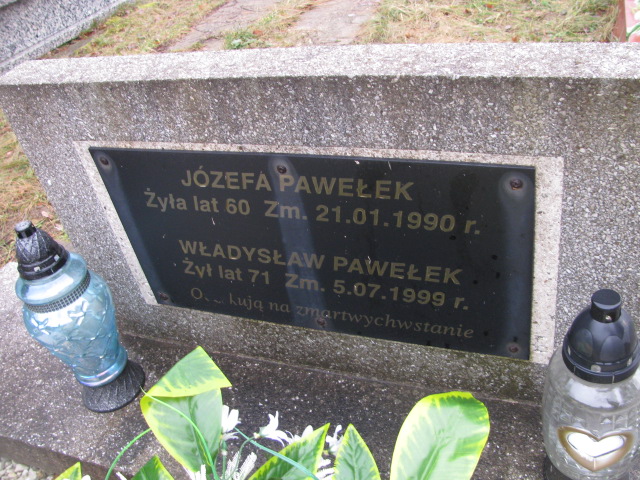 JÓZEFA PAWEŁEK
Żyła lat 60 Zm. 21.01.1990 r.
WŁADYSŁAW PAWEŁEK
Żył lat 71 Zm. 5.07.1999 r.
na zmartwychwstanie